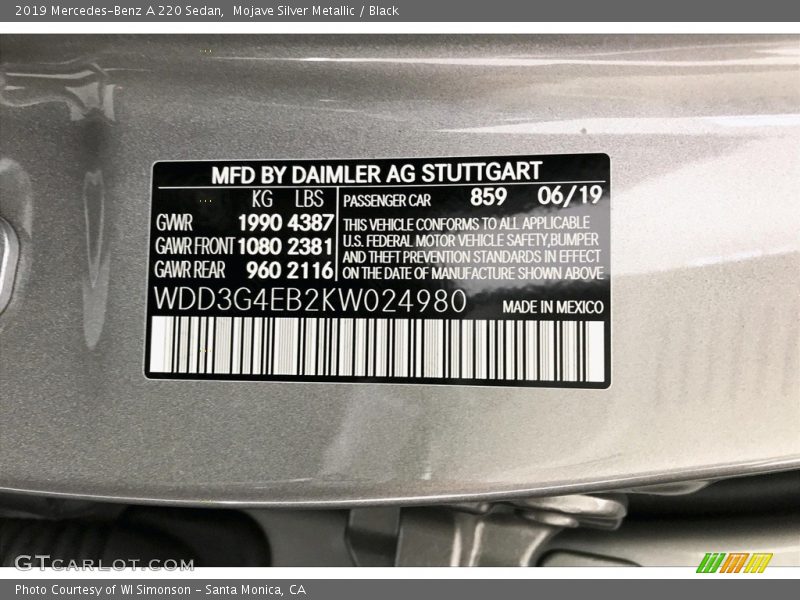 2019 Mercedes-Benz A 220 Sedan,  Mojave Silver Metallic / Black
MFD BY DAIMLER AG STUTTGART
KG LBS
GVWR 1990 4387
GAWR FRONT 1080 2381
GAWR REAR 960 2116
PASSENGER CAR 859 06/19
THIS VEHICLE CONFORMS TO ALL APPLICABLE
U.S. FEDERAL MOTOR VEHICLE SAFETY,BUMPER
AND THEFT PREVENTION STANDARDS IN EFFECT
ON THE DATE OF MANUFACTURE SHOWN ABOVE
WDD3G4EB2KW024980 MADE IN MEXICO
GTCARLOT.COM
Photo Courtesy of WI Simonson - Santa Monica, CA